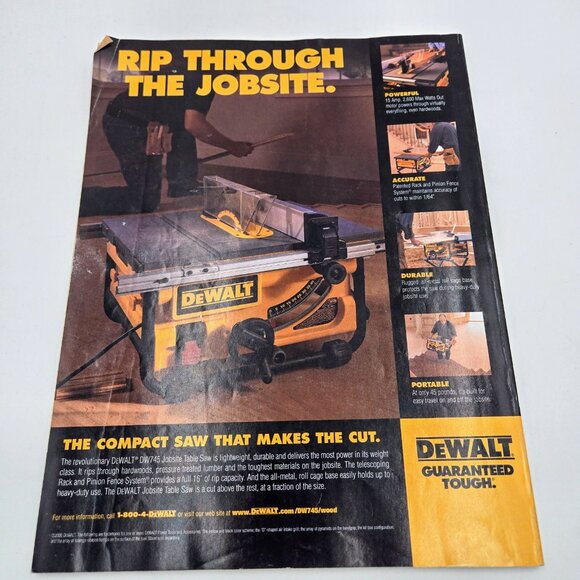 RIP THROUGH
THE JOBSITE.
POWERFUL
15 Amp, 2,600 Max Watts Out
motor powers through virtually
everything, even hardwoods.
ACCURATE
Patented Rack and Pinion Fence
System® maintains accuracy of
cuts to within 1/64"
DURABLE
Rugged, all-metal roll cage base
protects the saw during heavy-duty
jobsite use.
PORTABLE
At only 45 pounds, it's built for
easy travel on and off the jobsite.
DEWALT
THE COMPACT SAW THAT MAKES THE CUT.
The revolutionary DEWALT® DW745 Jobsite Table Saw is lightweight, durable and delivers the most power in its weight
class. It rips through hardwoods, pressure treated lumber and the toughest materials on the jobsite. The telescoping
Rack and Pinion Fence System® provides a full 16" of rip capacity. And the all-metal, roll cage base easily holds up to
heavy-duty use. The DEWALT Jobsite Table Saw is a cut above the rest, at a fraction of the size.
For more information, call 1-800-4-DEWALT or visit our web site at www.DEWALT.com/DW745/wood
DEWALT
GUARANTEED
TOUGH.